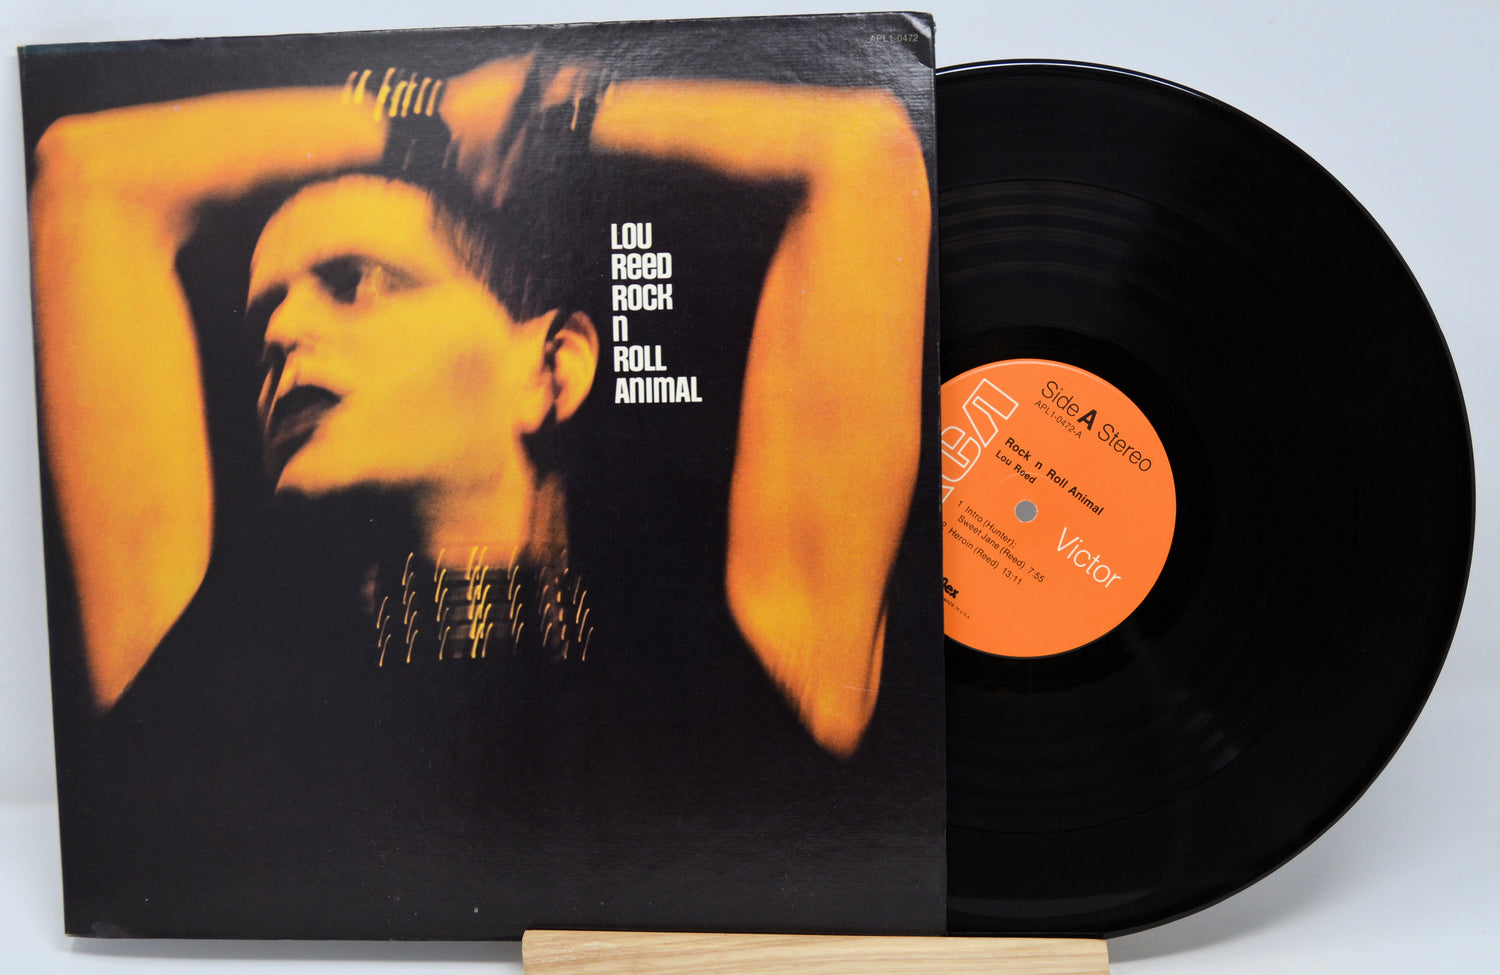 APL1-0472
LOU
REED
ROCK
n
ROLL
ANIMAL
Side A Stereo
APL1-0472-A
Rock n Roll Animal
Lou Reed
1 Intro (Hunter):
Sweet Jane (Reed) 7:55
2 Heroin (Reed) 13:11
Victor